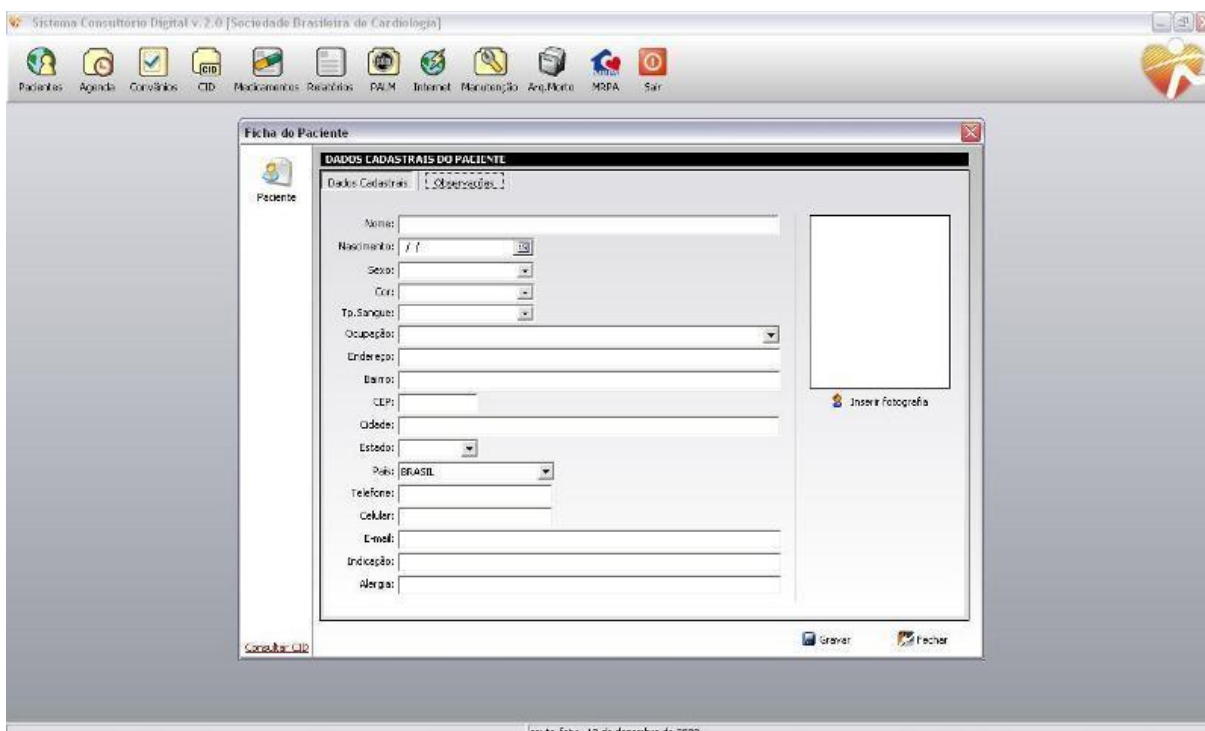 Sistema Consultório Digital v.2.0 [Sociedade Brasileira de Cardiologia]
Pacientes Agenda Convênios CID Medicamentos Relatórios PALM Internet Manutenção Arq.Morto MRPA Sair
Ficha do Paciente
DADOS CADASTRAIS DO PACIENTE
Paciente
Dados Cadastrais Observações
Nome:
Nascimento: / /
Sexo:
Cor:
Tp.Sangue:
Ocupação:
Endereço:
Bairro:
CEP:
Inserir fotografia
Cidade:
Estado:
País: BRASIL
Telefone:
Celular:
E-mail:
Indicação:
Alergia:
Consultar CID
Gravar Fechar